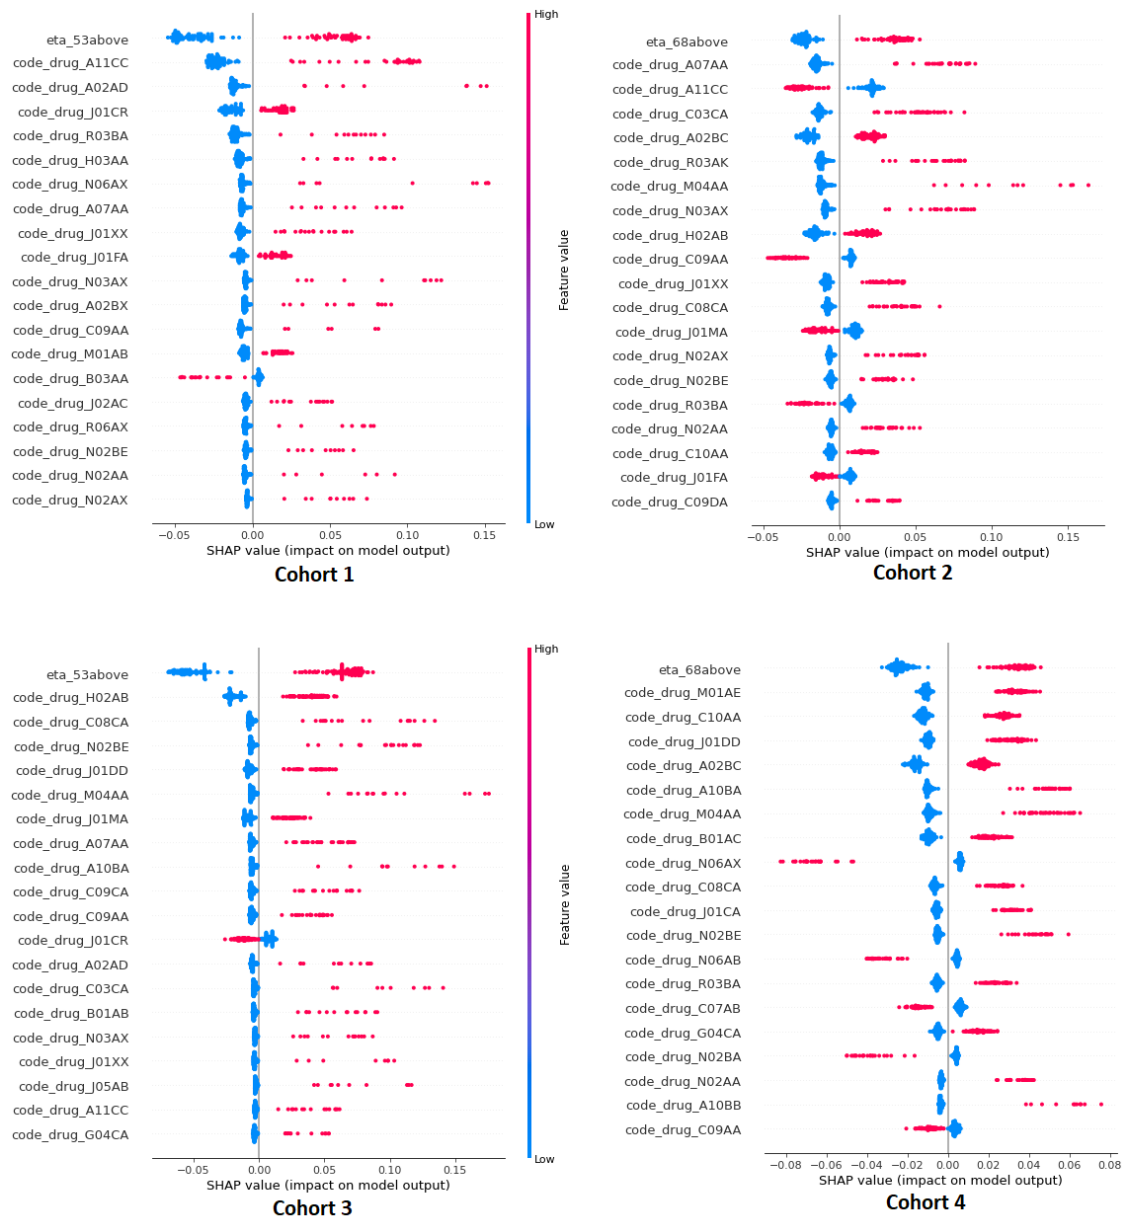 eta_53above
code_drug_A11CC
code_drug_A02AD
code_drug_J01CR
code_drug_R03BA
code_drug_H03AA
code_drug_N06AX
code_drug_A07AA
code_drug_J01XX
code_drug_J01FA
code_drug_N03AX
code_drug_A02BX
code_drug_C09AA
code_drug_M01AB
code_drug_B03AA
code_drug_J02AC
code_drug_R06AX
code_drug_N02BE
code_drug_N02AA
code_drug_N02AX
−0.05 0.00 0.05 0.10 0.15
SHAP value (impact on model output)
Cohort 1
High
Feature value
Low
eta_68above
code_drug_A07AA
code_drug_A11CC
code_drug_C03CA
code_drug_A02BC
code_drug_R03AK
code_drug_M04AA
code_drug_N03AX
code_drug_H02AB
code_drug_C09AA
code_drug_J01XX
code_drug_C08CA
code_drug_J01MA
code_drug_N02AX
code_drug_N02BE
code_drug_R03BA
code_drug_N02AA
code_drug_C10AA
code_drug_J01FA
code_drug_C09DA
−0.05 0.00 0.05 0.10 0.15
SHAP value (impact on model output)
Cohort 2
eta_53above
code_drug_H02AB
code_drug_C08CA
code_drug_N02BE
code_drug_J01DD
code_drug_M04AA
code_drug_J01MA
code_drug_A07AA
code_drug_A10BA
code_drug_C09CA
code_drug_C09AA
code_drug_J01CR
code_drug_A02AD
code_drug_C03CA
code_drug_B01AB
code_drug_N03AX
code_drug_J01XX
code_drug_J05AB
code_drug_A11CC
code_drug_G04CA
−0.05 0.00 0.05 0.10 0.15
SHAP value (impact on model output)
Cohort 3
High
Feature value
Low
eta_68above
code_drug_M01AE
code_drug_C10AA
code_drug_J01DD
code_drug_A02BC
code_drug_A10BA
code_drug_M04AA
code_drug_B01AC
code_drug_N06AX
code_drug_C08CA
code_drug_J01CA
code_drug_N02BE
code_drug_N06AB
code_drug_R03BA
code_drug_C07AB
code_drug_G04CA
code_drug_N02BA
code_drug_N02AA
code_drug_A10BB
code_drug_C09AA
−0.08 −0.06 −0.04 −0.02 0.00 0.02 0.04 0.06 0.08
SHAP value (impact on model output)
Cohort 4